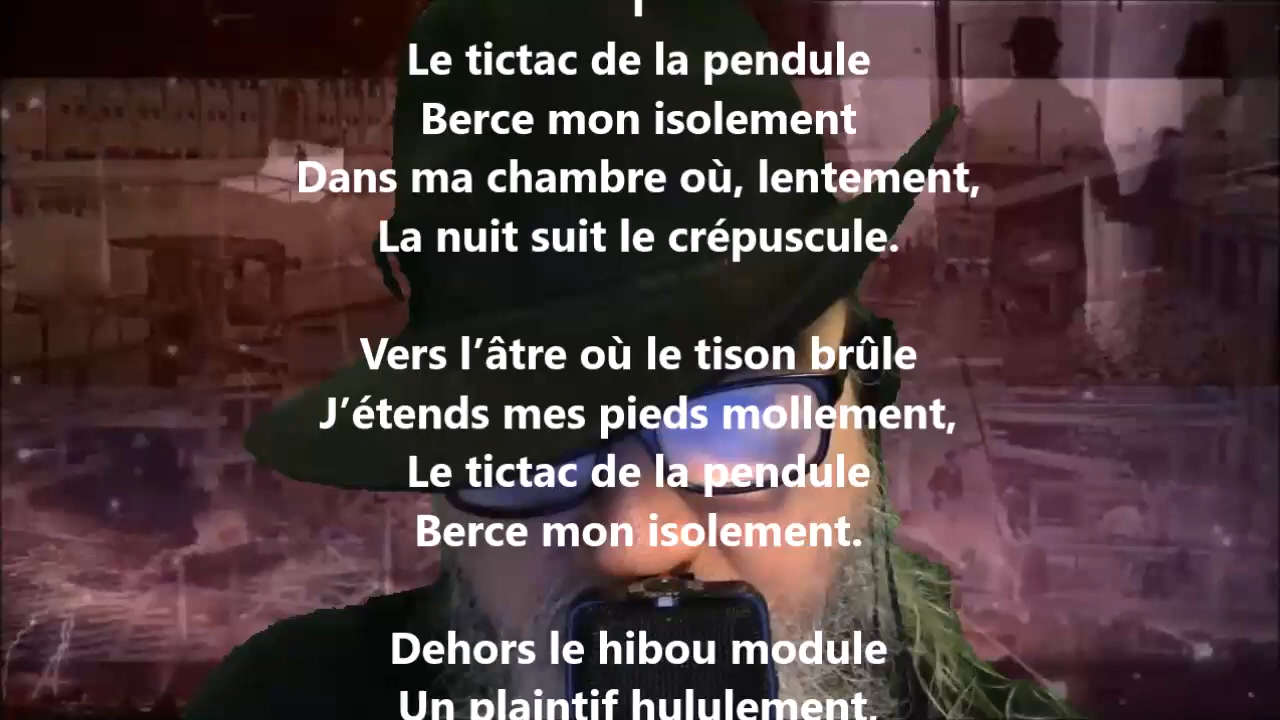 Le tictac de la pendule
Berce mon isolement
Dans ma chambre où, lentement,
La nuit suit le crépuscule.
Vers l’âtre où le tison brûle
J’étends mes pieds mollement,
Le tictac de la pendule
Berce mon isolement.
Dehors le hibou module
Un plaintif hululement,